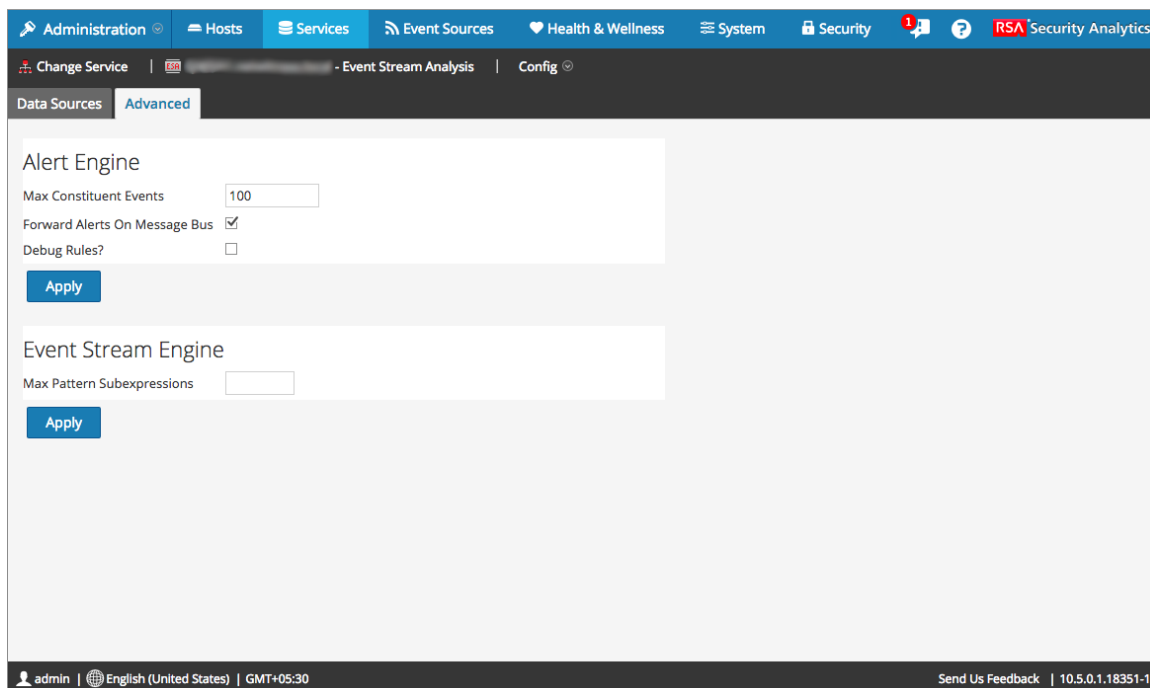 Administration Hosts Services Event Sources Health & Wellness System Security 1 ? RSA Security Analytics
Change Service | ESA - Event Stream Analysis | Config
Data Sources Advanced
Alert Engine
Max Constituent Events 100
Forward Alerts On Message Bus
Debug Rules?
Apply
Event Stream Engine
Max Pattern Subexpressions
Apply
admin | English (United States) | GMT+05:30 Send Us Feedback | 10.5.0.1.18351-1